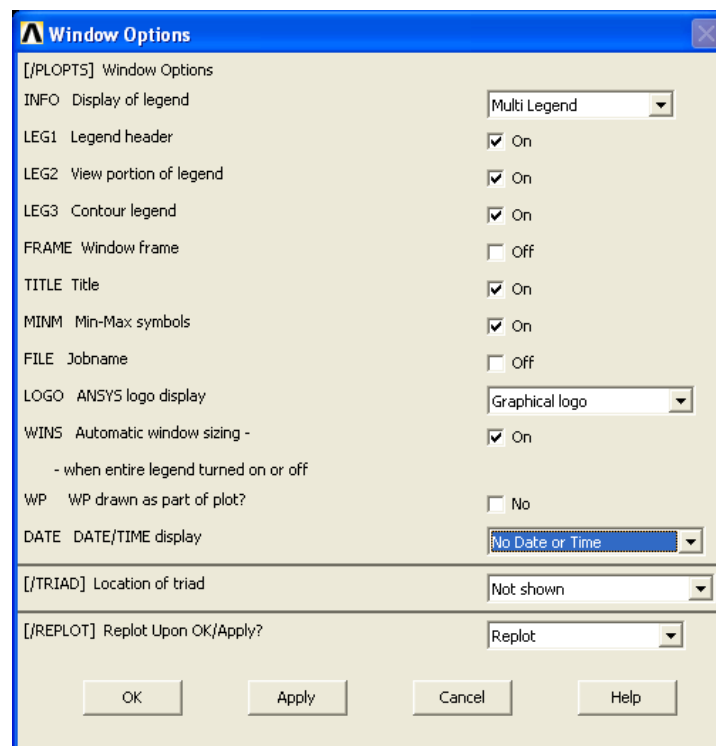 Window Options
[/PLOPTS] Window Options
INFO Display of legend Multi Legend
LEG1 Legend header On
LEG2 View portion of legend On
LEG3 Contour legend On
FRAME Window frame Off
TITLE Title On
MINM Min-Max symbols On
FILE Jobname Off
LOGO ANSYS logo display Graphical logo
WINS Automatic window sizing - On
- when entire legend turned on or off
WP WP drawn as part of plot? No
DATE DATE/TIME display No Date or Time
[/TRIAD] Location of triad Not shown
[/REPLOT] Replot Upon OK/Apply? Replot
OK Apply Cancel Help